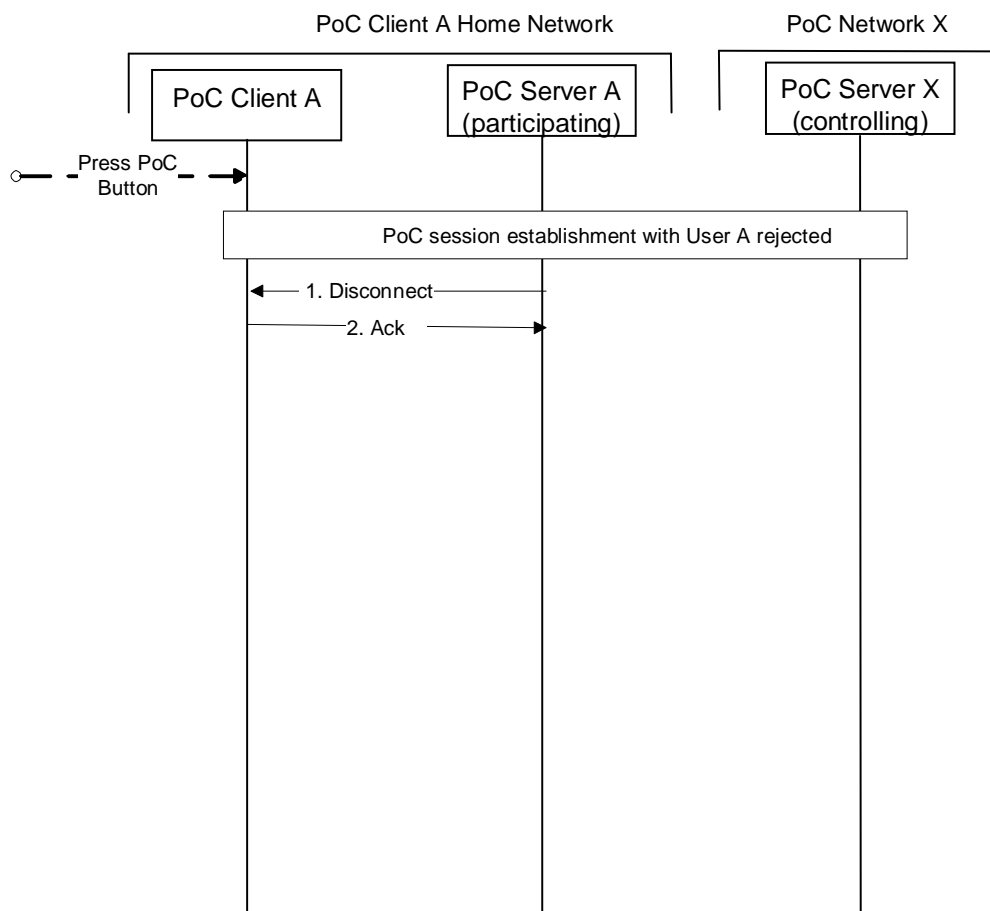 PoC Client A Home Network
PoC Network X
PoC Client A
PoC Server A
(participating)
PoC Server X
(controlling)
Press PoC
Button
PoC session establishment with User A rejected
1. Disconnect
2. Ack